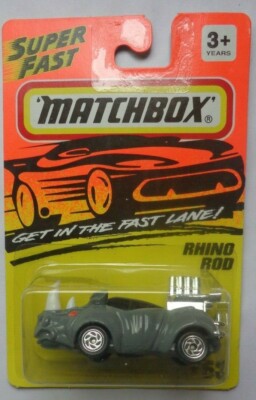 SUPER
FAST
3+
YEARS
"MATCHBOX"®
GET IN THE FAST LANE!
RHINO
ROD